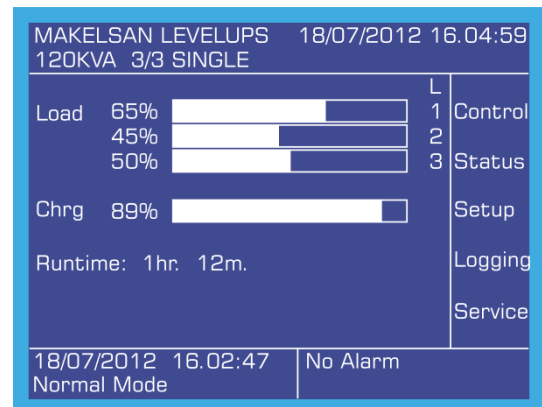 MAKELSAN LEVELUPS 18/07/2012 16.04:59
120KVA 3/3 SINGLE
L
Load 65% 1 Control
45% 2
50% 3 Status
Chrg 89% Setup
Runtime: 1hr. 12m. Logging
Service
18/07/2012 16.02:47 No Alarm
Normal Mode